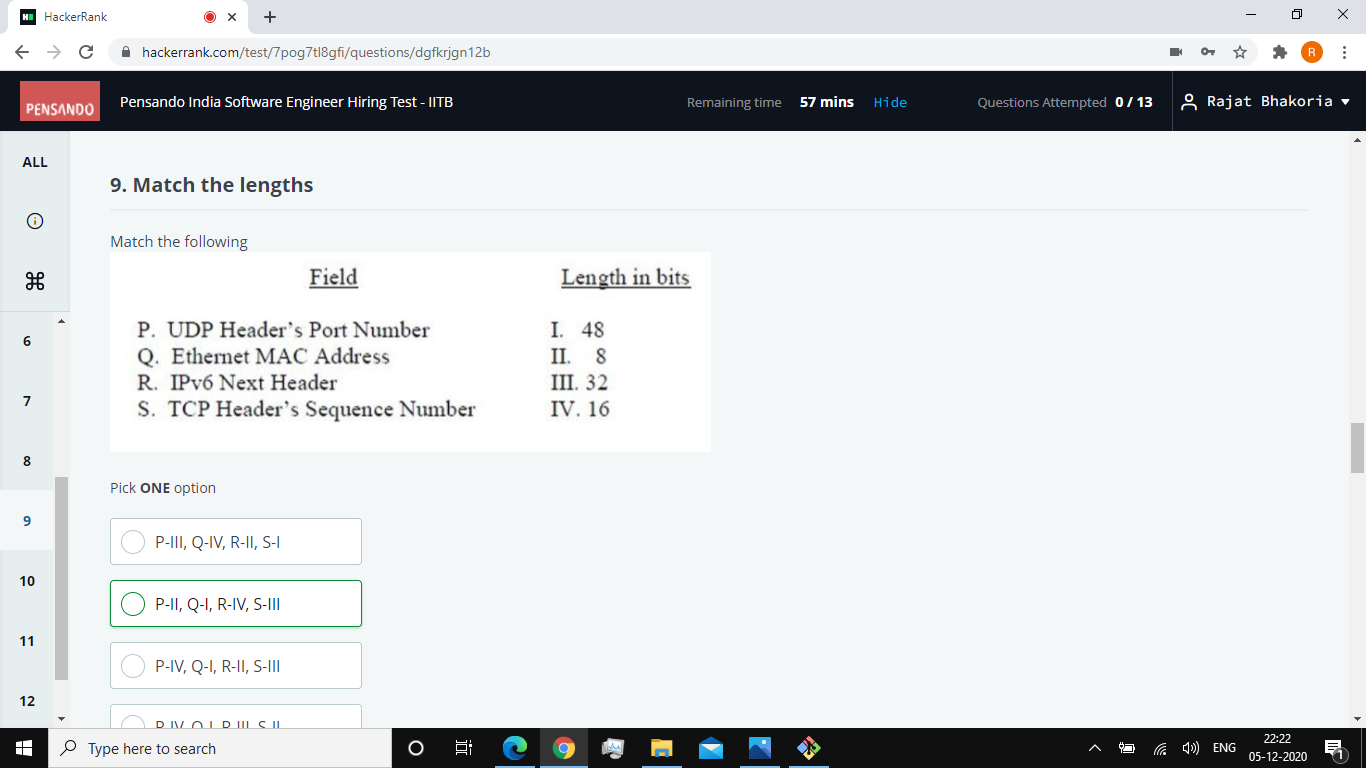 HackerRank
hackerrank.com/test/7pog7tl8gfi/questions/dgfkrjgn12b
R
PENSANDO
Pensando India Software Engineer Hiring Test - IITB
Remaining time 57 mins Hide
Questions Attempted 0 / 13
Rajat Bhakoria
ALL
6
7
8
9
10
11
12
9. Match the lengths
Match the following
Field Length in bits
P. UDP Header's Port Number I. 48
Q. Ethernet MAC Address II. 8
R. IPv6 Next Header III. 32
S. TCP Header's Sequence Number IV. 16
Pick ONE option
P-III, Q-IV, R-II, S-I
P-II, Q-I, R-IV, S-III
P-IV, Q-I, R-II, S-III
P-IV, Q-I, R-III, S-II
Type here to search
ENG
22:22
05-12-2020
1